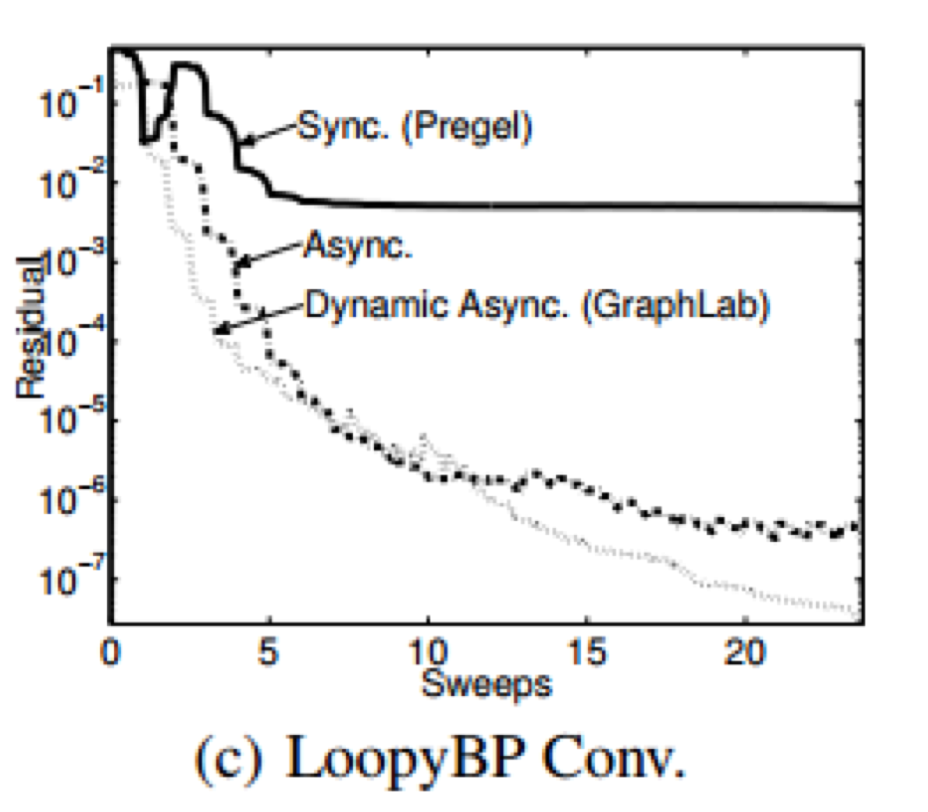 10⁻¹
10⁻²
10⁻³
10⁻⁴
10⁻⁵
10⁻⁶
10⁻⁷
Residual
Sync. (Pregel)
Async.
Dynamic Async. (GraphLab)
0 5 10 15 20
Sweeps
(c) LoopyBP Conv.